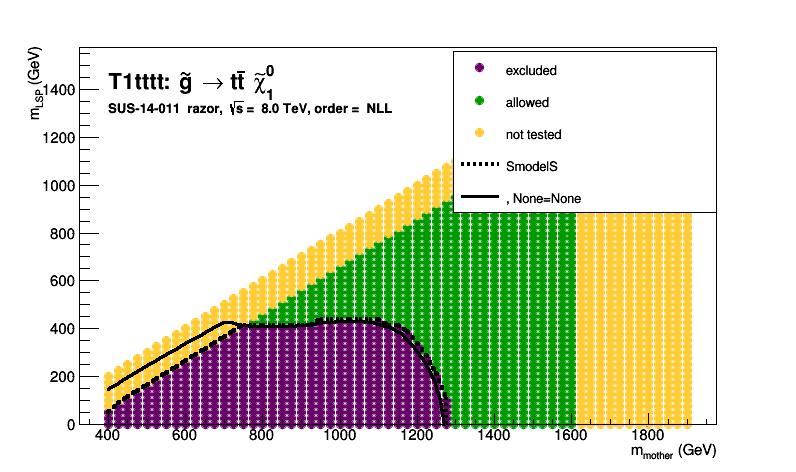 m_LSP (GeV)
1400
1200
1000
800
600
400
200
0
T1tttt: g̃ → tt̄ χ̃⁰₁
SUS-14-011 razor, √s = 8.0 TeV, order = NLL
excluded
allowed
not tested
SmodelS
, None=None
400 600 800 1000 1200 1400 1600 1800
m_mother (GeV)